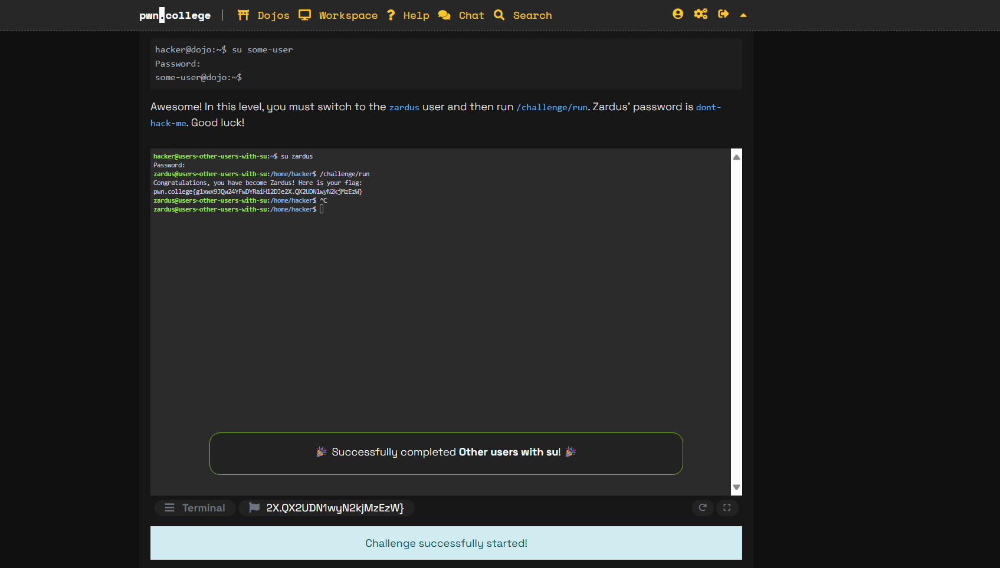 pwn.college | Dojos Workspace Help Chat Search
hacker@dojo:~$ su some-user
Password:
some-user@dojo:~$
Awesome! In this level, you must switch to the zardus user and then run /challenge/run. Zardus' password is dont-
hack-me. Good luck!
hacker@users~other-users-with-su:~$ su zardus
Password:
zardus@users~other-users-with-su:/home/hacker$ /challenge/run
Congratulations, you have become Zardus! Here is your flag:
pwn.college{g1xwx9JQw24YFwDYRaiH12DJe2X.QX2UDN1wyN2kjMzEzW}
zardus@users~other-users-with-su:/home/hacker$ ^C
zardus@users~other-users-with-su:/home/hacker$
🎉 Successfully completed Other users with su! 🎉
Terminal 2X.QX2UDN1wyN2kjMzEzW}
Challenge successfully started!